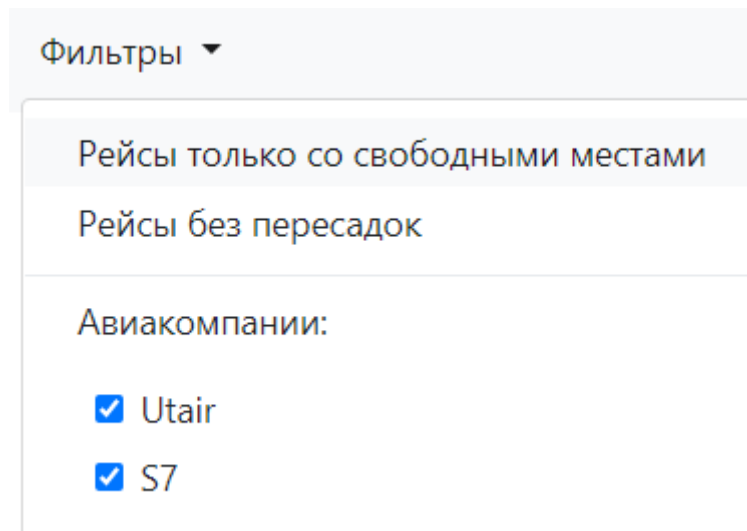 Фильтры
Рейсы только со свободными местами
Рейсы без пересадок
Авиакомпании:
Utair
S7